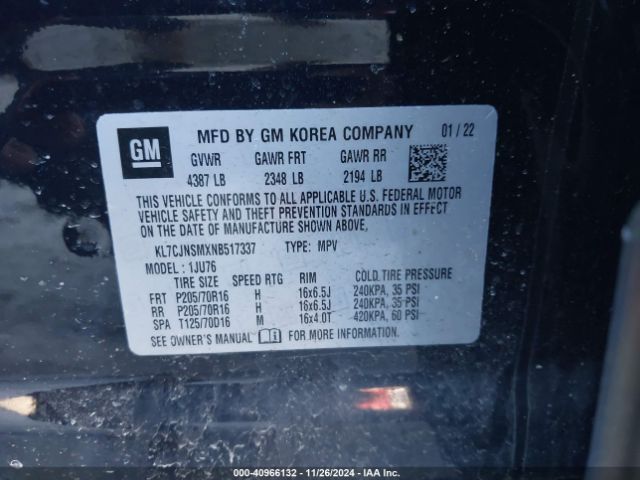 GM
MFD BY GM KOREA COMPANY 01 / 22
GVWR GAWR FRT GAWR RR
4387 LB 2348 LB 2194 LB
THIS VEHICLE CONFORMS TO ALL APPLICABLE U.S. FEDERAL MOTOR
VEHICLE SAFETY AND THEFT PREVENTION STANDARDS IN EFFECT
ON THE DATE OF MANUFACTURE SHOWN ABOVE.
KL7CJNSMXNB517337 TYPE: MPV
MODEL : 1JU76
TIRE SIZE SPEED RTG RIM COLD TIRE PRESSURE
FRT P205/70R16 H 16x6.5J 240KPA, 35 PSI
RR P205/70R16 H 16x6.5J 240KPA, 35 PSI
SPA T125/70D16 M 16x4.0T 420KPA, 60 PSI
SEE OWNER'S MANUAL FOR MORE INFORMATION.
000-40966132 - 11/26/2024 - IAA Inc.